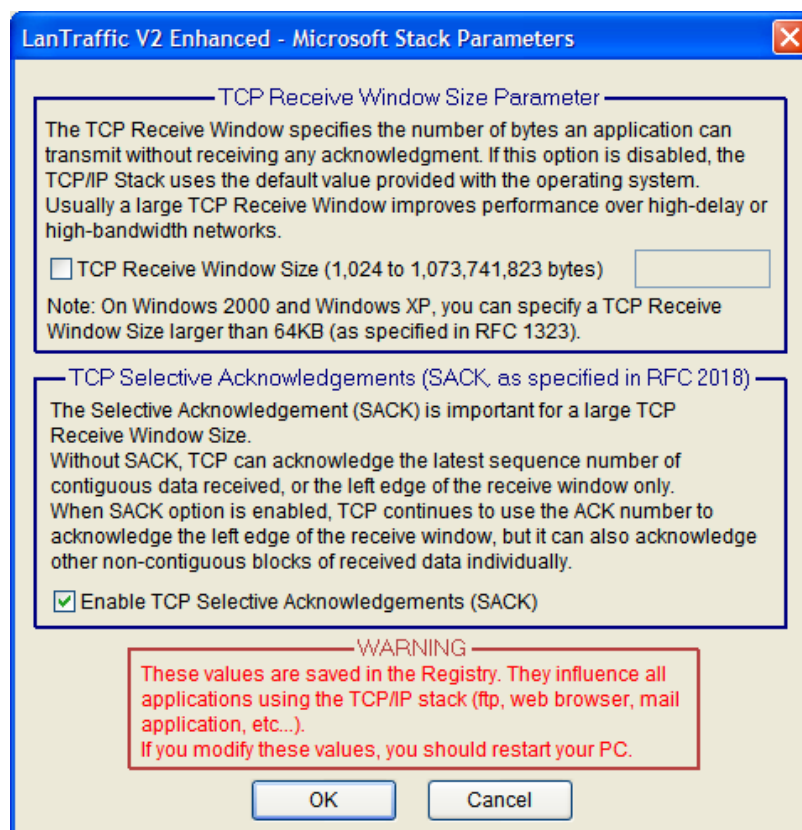 LanTraffic V2 Enhanced - Microsoft Stack Parameters
TCP Receive Window Size Parameter
The TCP Receive Window specifies the number of bytes an application can
transmit without receiving any acknowledgment. If this option is disabled, the
TCP/IP Stack uses the default value provided with the operating system.
Usually a large TCP Receive Window improves performance over high-delay or
high-bandwidth networks.
TCP Receive Window Size (1,024 to 1,073,741,823 bytes)
Note: On Windows 2000 and Windows XP, you can specify a TCP Receive
Window Size larger than 64KB (as specified in RFC 1323).
TCP Selective Acknowledgements (SACK, as specified in RFC 2018)
The Selective Acknowledgement (SACK) is important for a large TCP
Receive Window Size.
Without SACK, TCP can acknowledge the latest sequence number of
contiguous data received, or the left edge of the receive window only.
When SACK option is enabled, TCP continues to use the ACK number to
acknowledge the left edge of the receive window, but it can also acknowledge
other non-contiguous blocks of received data individually.
Enable TCP Selective Acknowledgements (SACK)
WARNING
These values are saved in the Registry. They influence all
applications using the TCP/IP stack (ftp, web browser, mail
application, etc...).
If you modify these values, you should restart your PC.
OK
Cancel